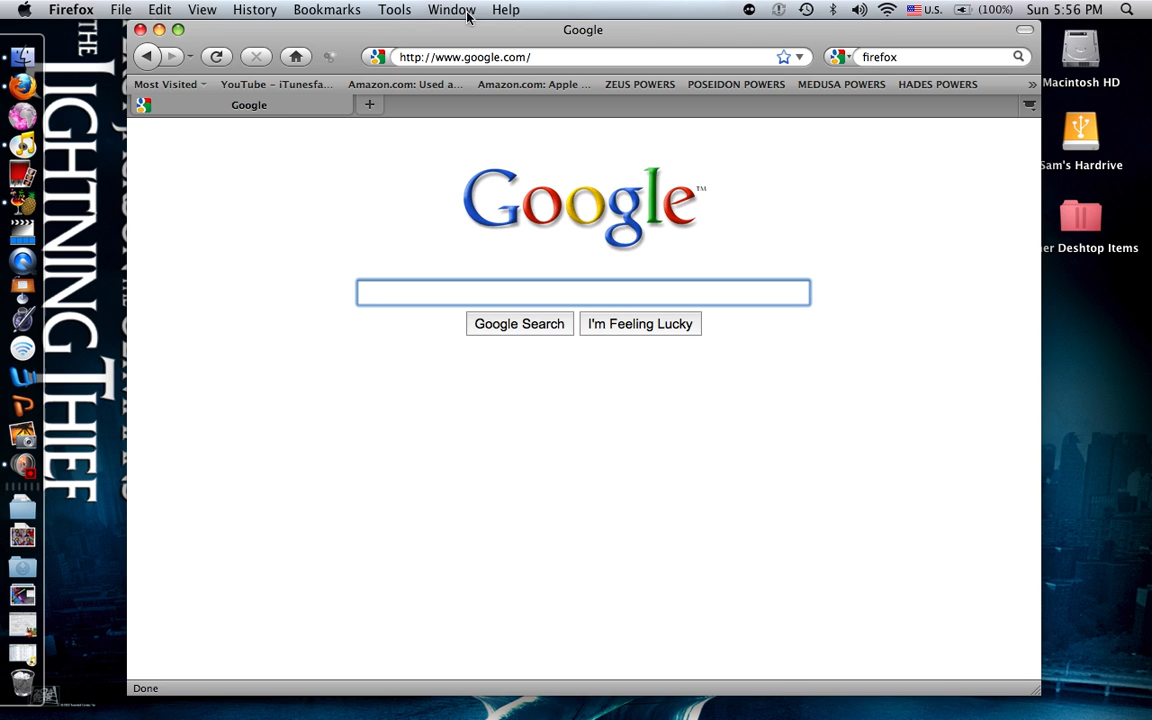 Firefox File Edit View History Bookmarks Tools Window Help U.S. (100%) Sun 5:56 PM
Google
http://www.google.com/ firefox
Most Visited YouTube – iTunesfa... Amazon.com: Used a... Amazon.com: Apple ... ZEUS POWERS POSEIDON POWERS MEDUSA POWERS HADES POWERS »
Google +
Google™
Google Search I'm Feeling Lucky
Done
Macintosh HD
Sam's Hardrive
er Desktop Items
THE
LIGHTNING THIEF